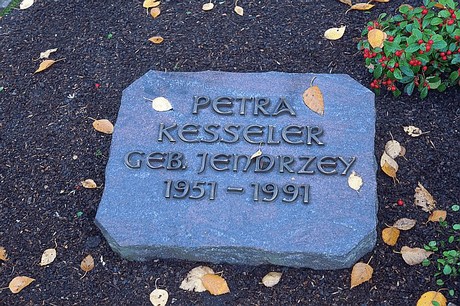 PETRA
KESSELER
GEB. JENDRZEY
1951 – 1991